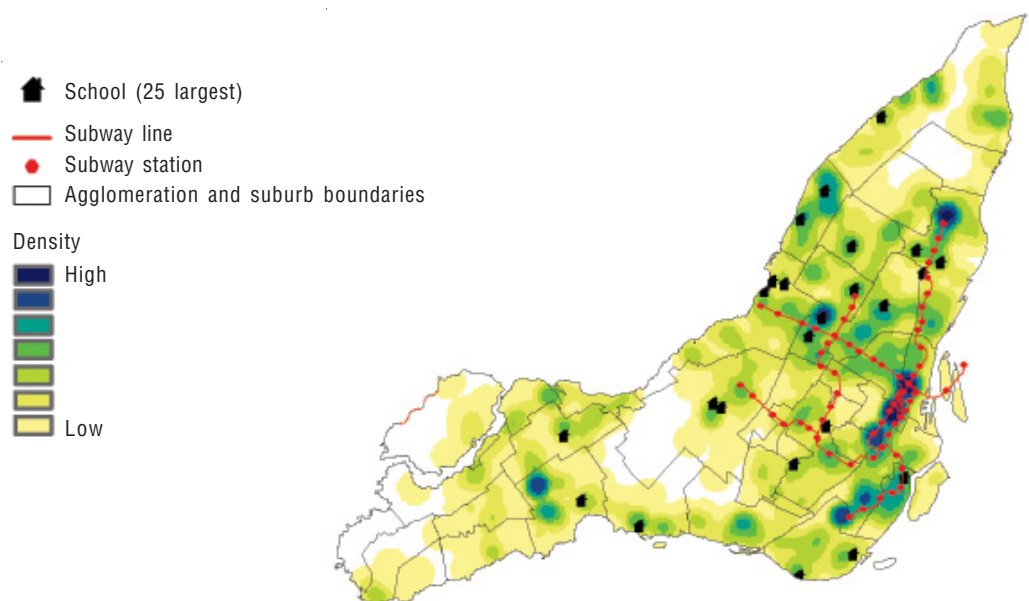 School (25 largest)
Subway line
Subway station
Agglomeration and suburb boundaries
Density
High
Low